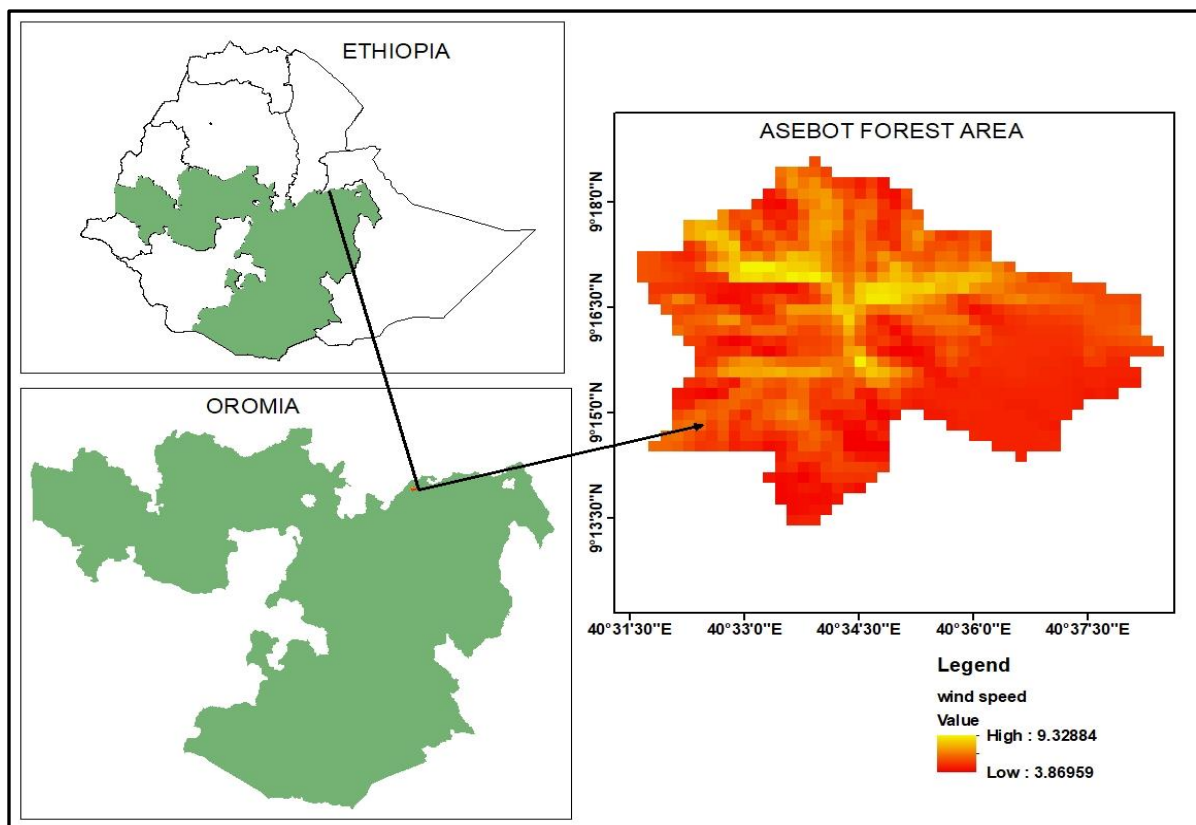 ETHIOPIA
OROMIA
ASEBOT FOREST AREA
9°18'0"N
9°16'30"N
9°15'0"N
9°13'30"N
40°31'30"E 40°33'0"E 40°34'30"E 40°36'0"E 40°37'30"E
Legend
wind speed
Value
High : 9.32884
Low : 3.86959